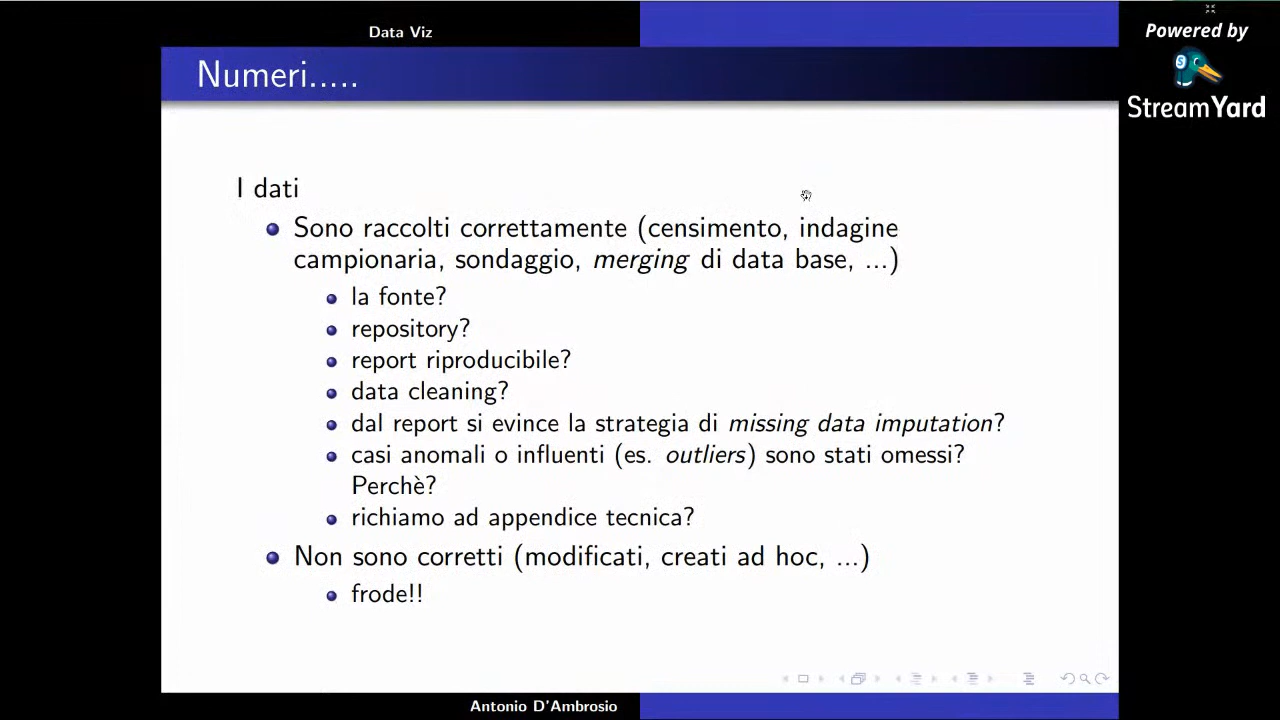 Data Viz
Powered by
StreamYard
Numeri.....
I dati
Sono raccolti correttamente (censimento, indagine
campionaria, sondaggio, merging di data base, ...)
la fonte?
repository?
report riproducibile?
data cleaning?
dal report si evince la strategia di missing data imputation?
casi anomali o influenti (es. outliers) sono stati omessi?
Perchè?
richiamo ad appendice tecnica?
Non sono corretti (modificati, creati ad hoc, ...)
frode!!
Antonio D'Ambrosio